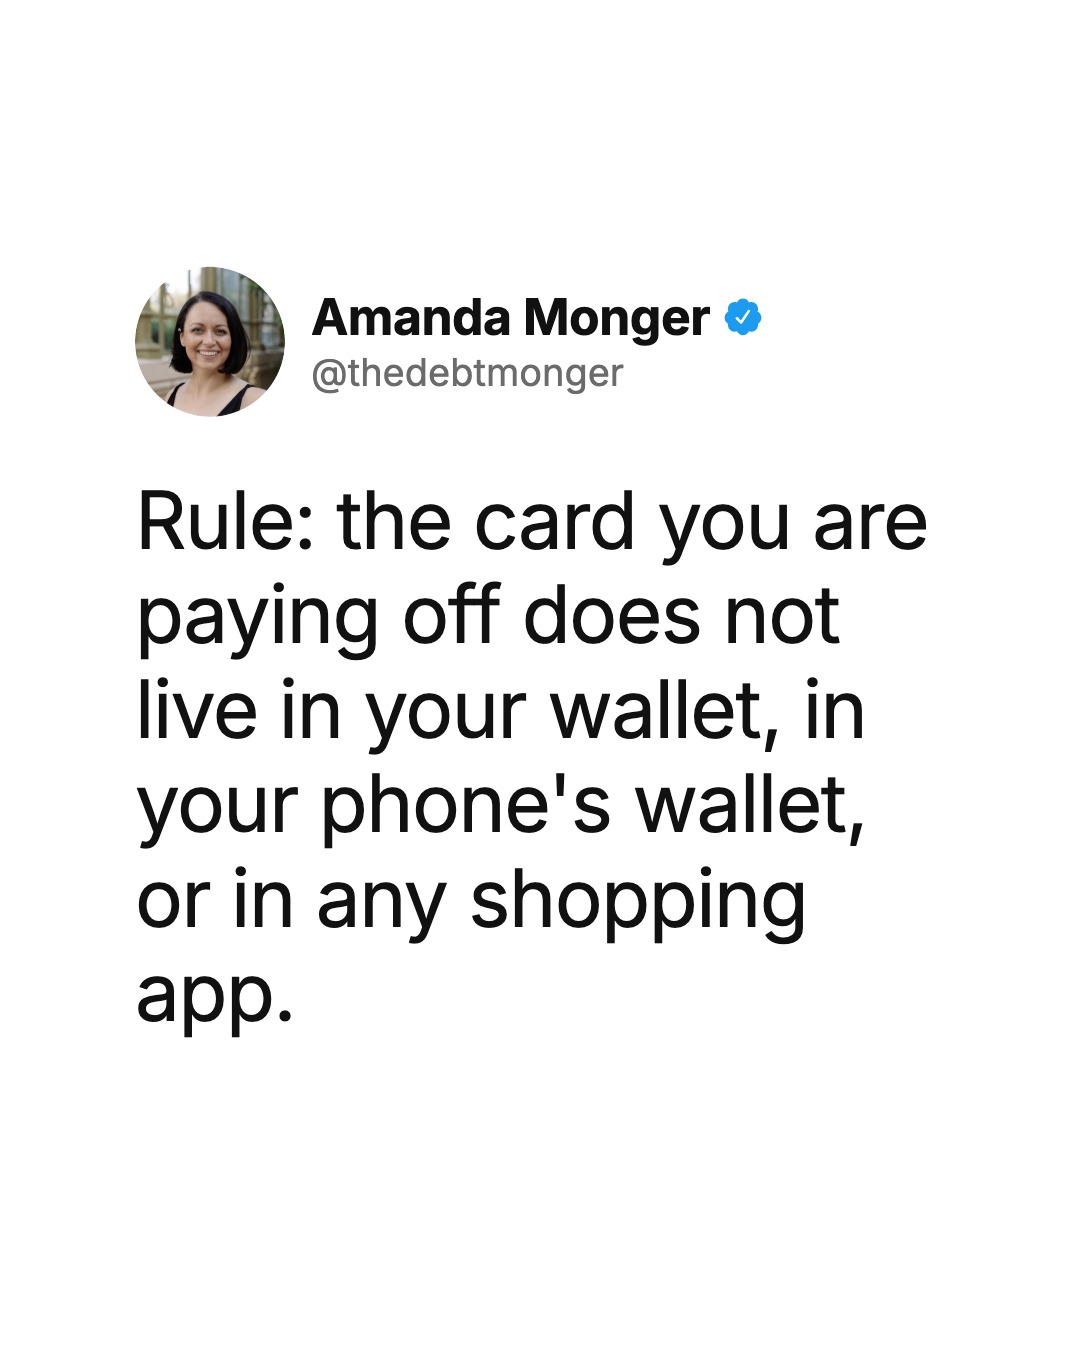 Amanda Monger
@thedebtmonger
Rule: the card you are
paying off does not
live in your wallet, in
your phone's wallet,
or in any shopping
app.